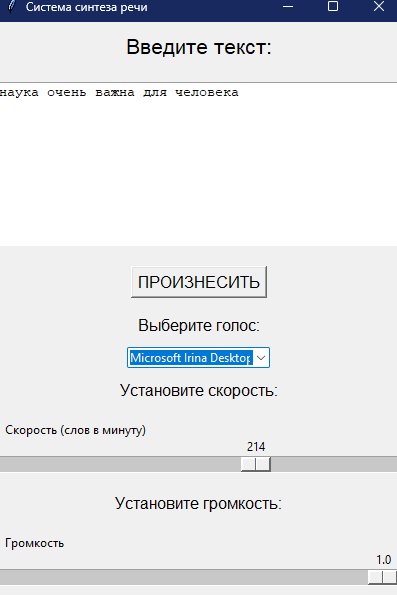 Система синтеза речи
Введите текст:
наука очень важна для человека
ПРОИЗНЕСИТЬ
Выберите голос:
Microsoft Irina Desktop
Установите скорость:
Скорость (слов в минуту)
214
Установите громкость:
Громкость
1.0